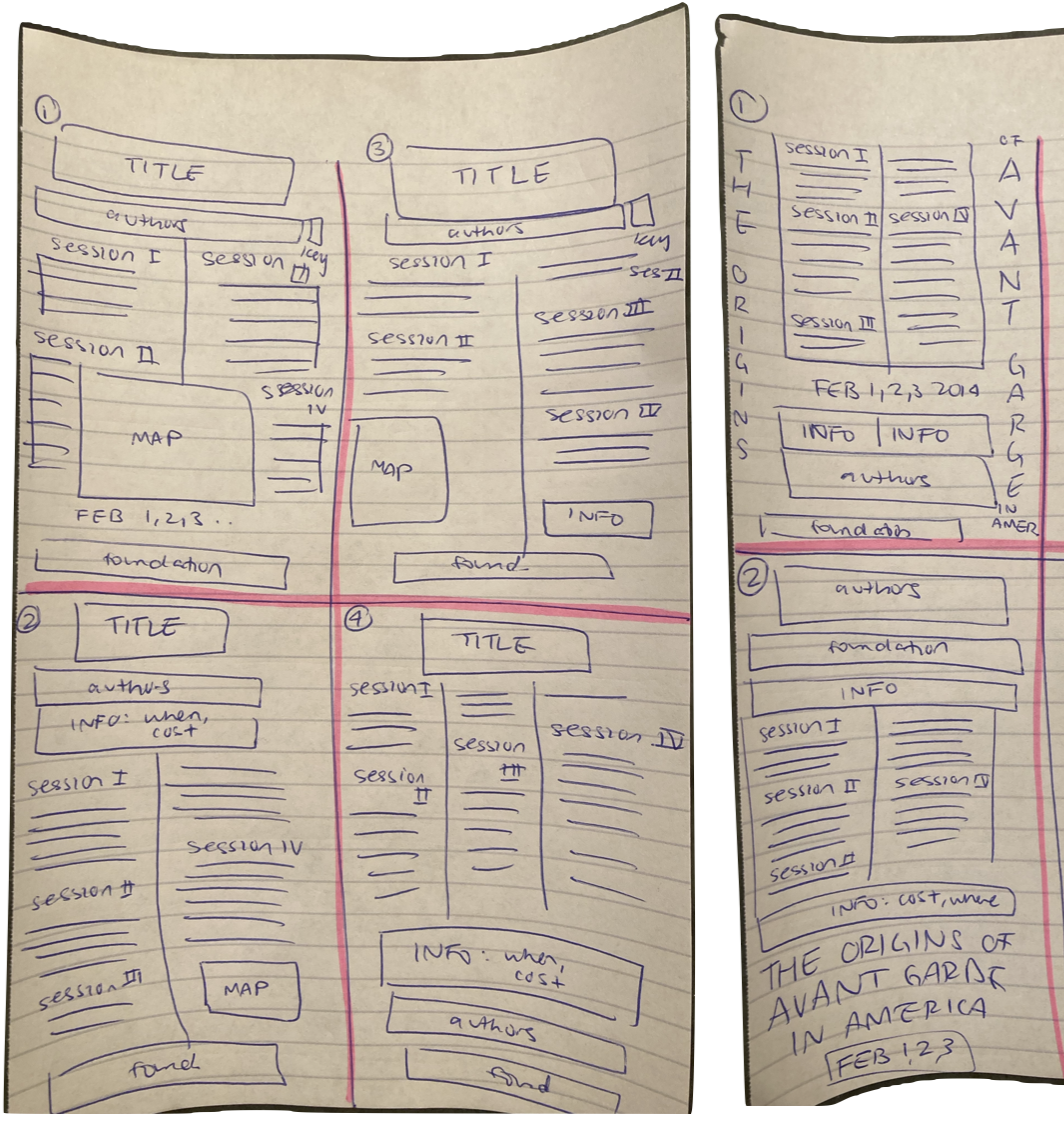 1
TITLE
authors
key
session I
session III
session II
SESSION
IV
MAP
FEB 1,2,3..
foundation
3
TITLE
authors
key
session I
ses II
session III
session II
session IV
MAP
INFO
found
2
TITLE
authors
INFO: when,
cost
session I
session IV
session II
session III
MAP
found
4
TITLE
session I
session
III
session IV
session
II
INFO: when,
cost
authors
found
1
THE ORIGINS
session I
session II
session IV
session III
OF
AVANT GARGE
IN
AMER
FEB 1,2,3 2014
INFO | INFO
authors
2
authors
foundation
INFO
session I
session II
session IV
session II
INFO: cost, where
THE ORIGINS OF
AVANT GARDE
IN AMERICA
FEB 1,2,3